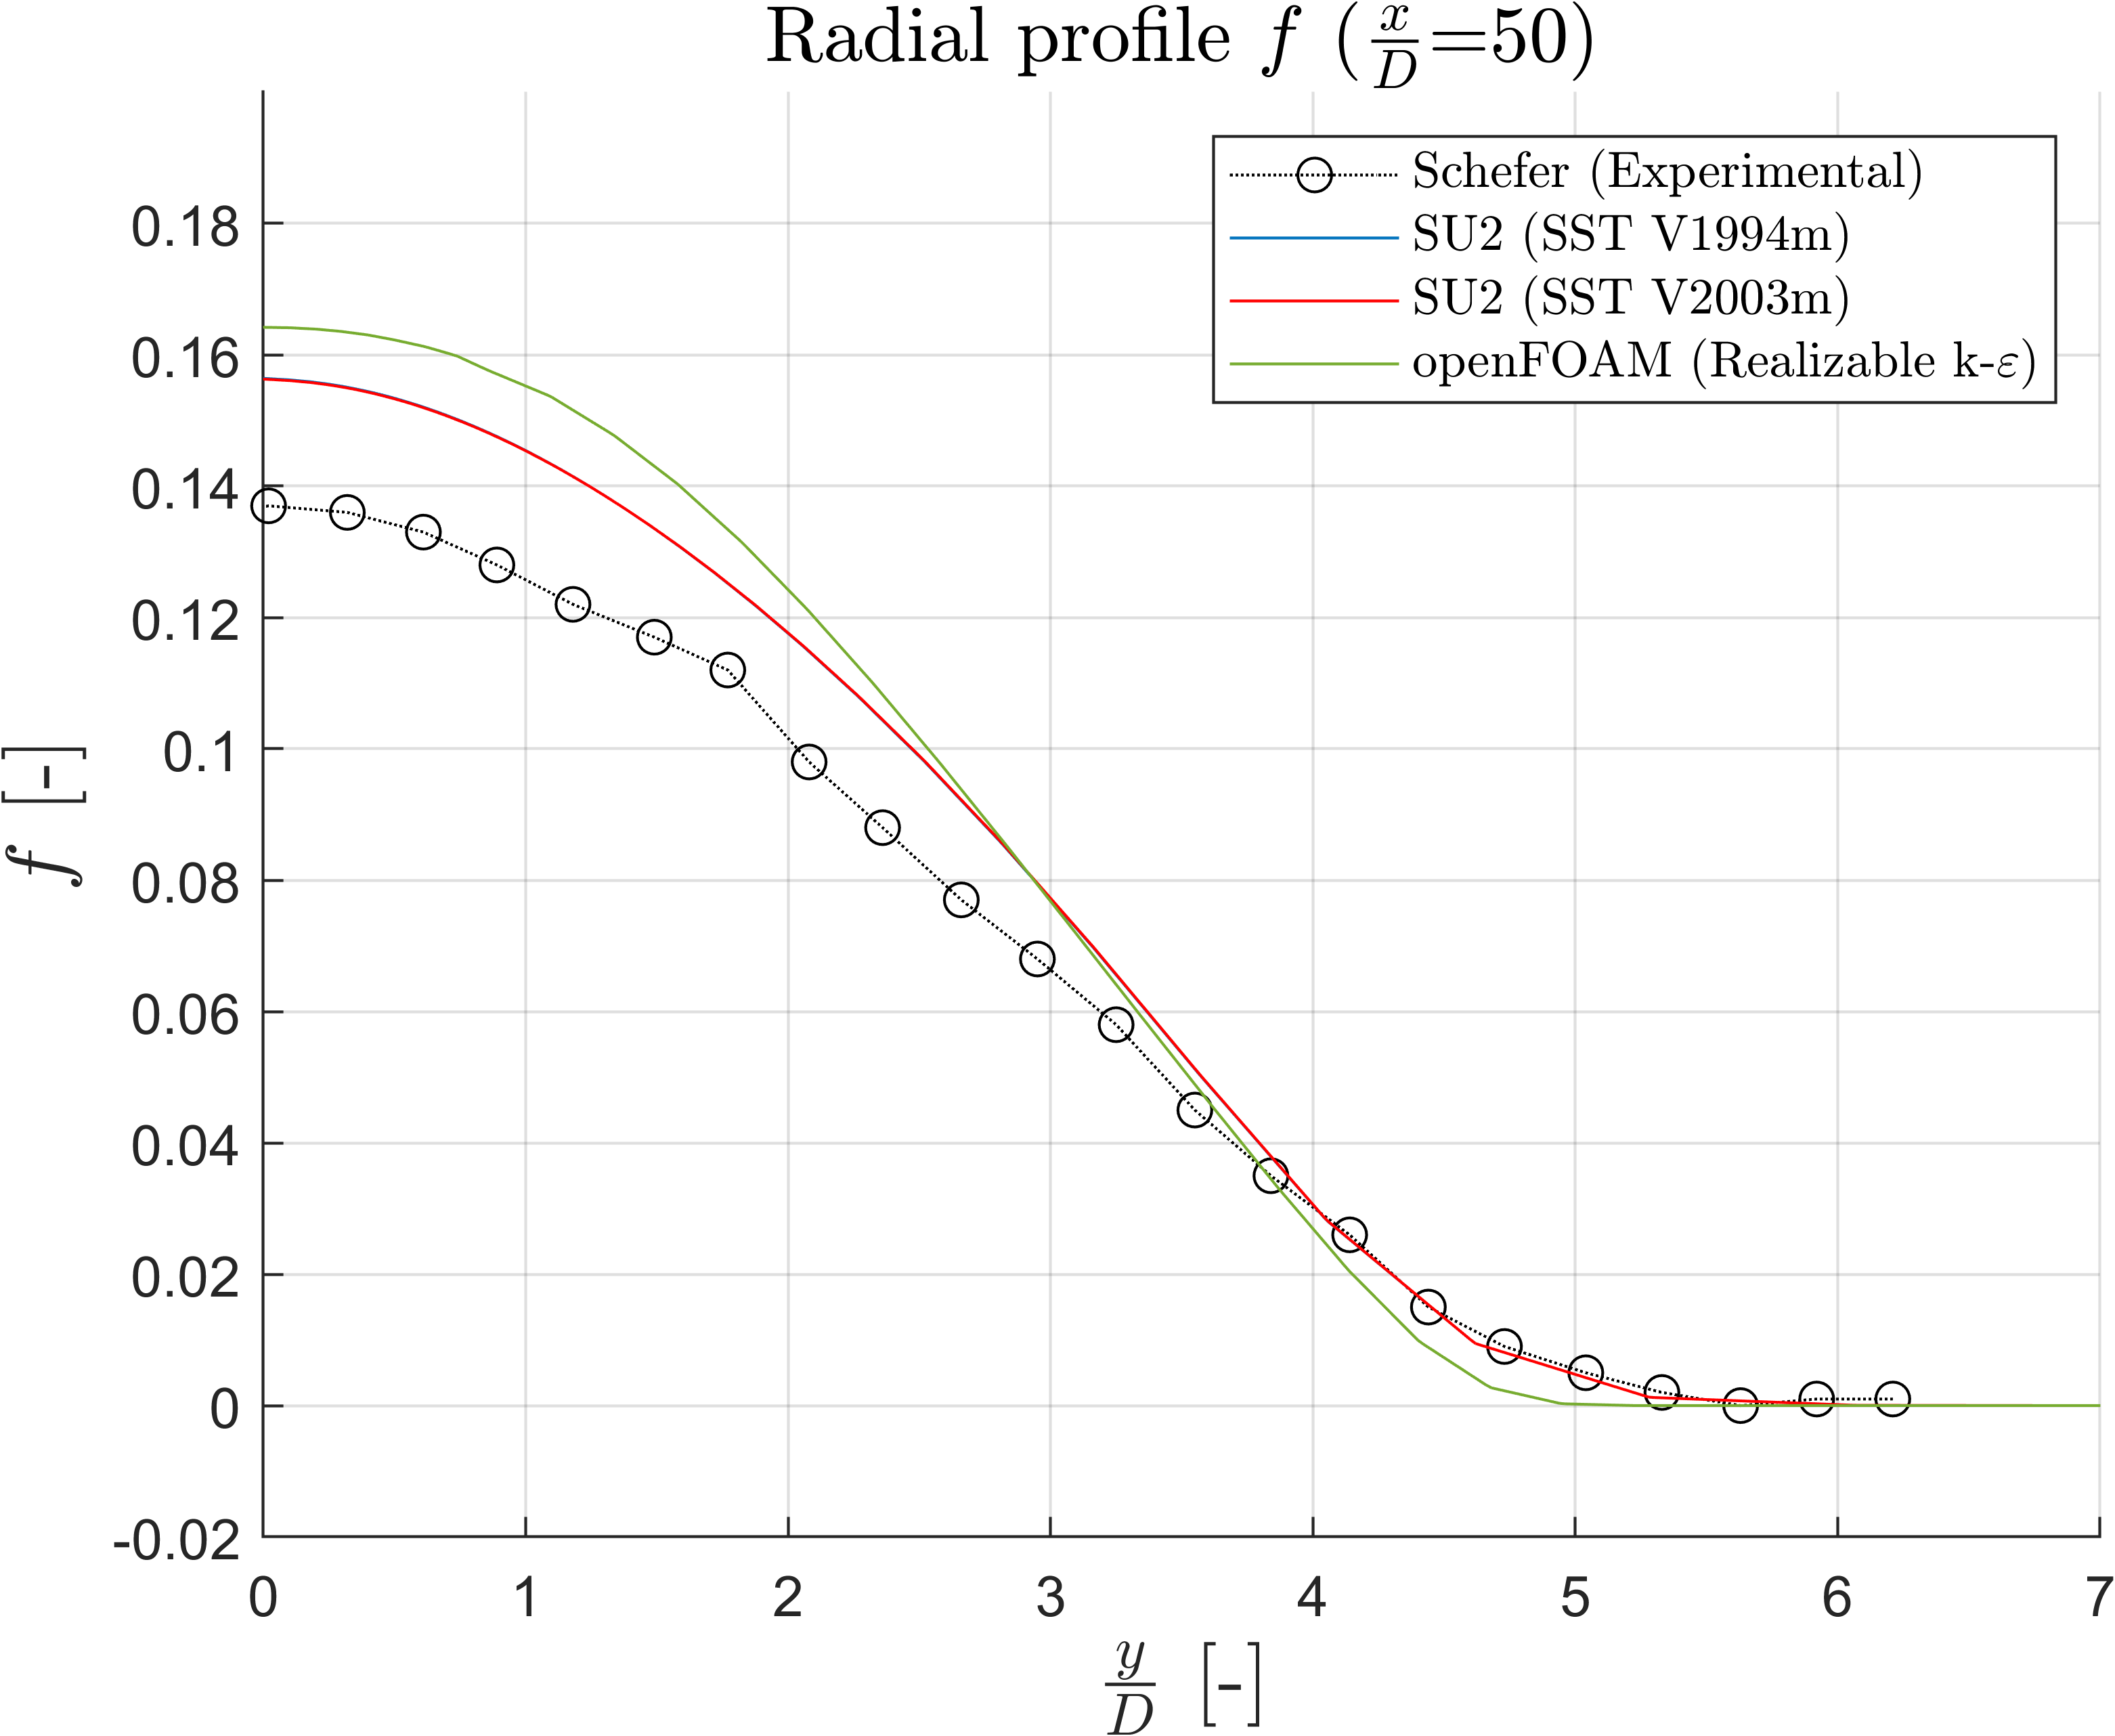 Radial profile f (x/D=50)
Schefer (Experimental)
SU2 (SST V1994m)
SU2 (SST V2003m)
openFOAM (Realizable k-ε)
f [-]
0.18
0.16
0.14
0.12
0.1
0.08
0.06
0.04
0.02
0
-0.02
0 1 2 3 4 5 6 7
y/D [-]